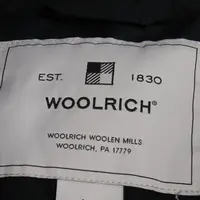 EST. 1830
WOOLRICH®
WOOLRICH WOOLEN MILLS
WOOLRICH, PA 17779